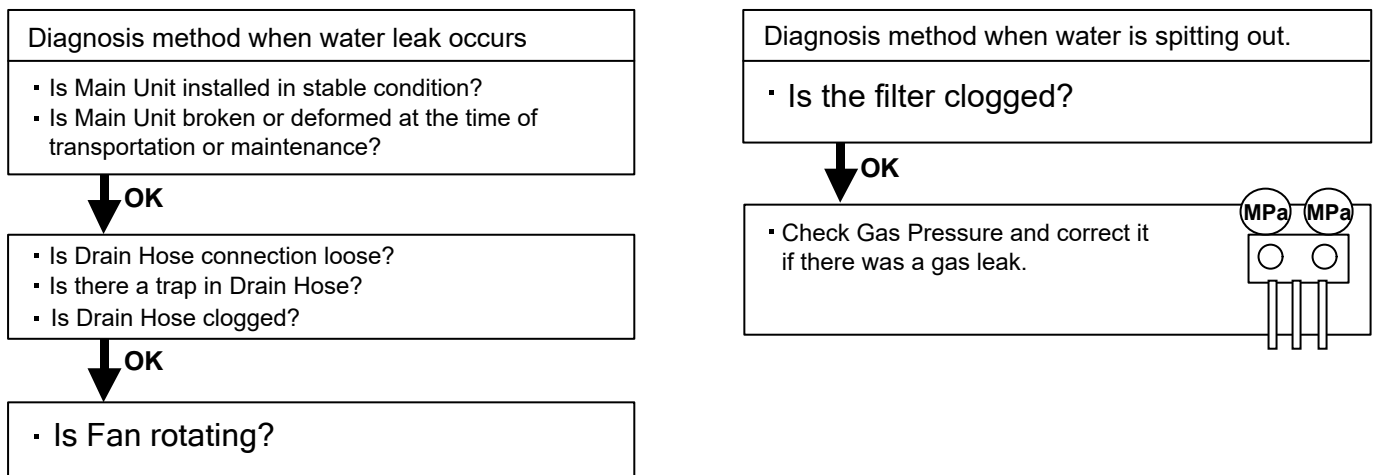 Diagnosis method when water leak occurs
▪ Is Main Unit installed in stable condition?
▪ Is Main Unit broken or deformed at the time of
transportation or maintenance?
OK
▪ Is Drain Hose connection loose?
▪ Is there a trap in Drain Hose?
▪ Is Drain Hose clogged?
OK
▪ Is Fan rotating?
Diagnosis method when water is spitting out.
▪ Is the filter clogged?
OK
▪ Check Gas Pressure and correct it
if there was a gas leak.
MPa MPa